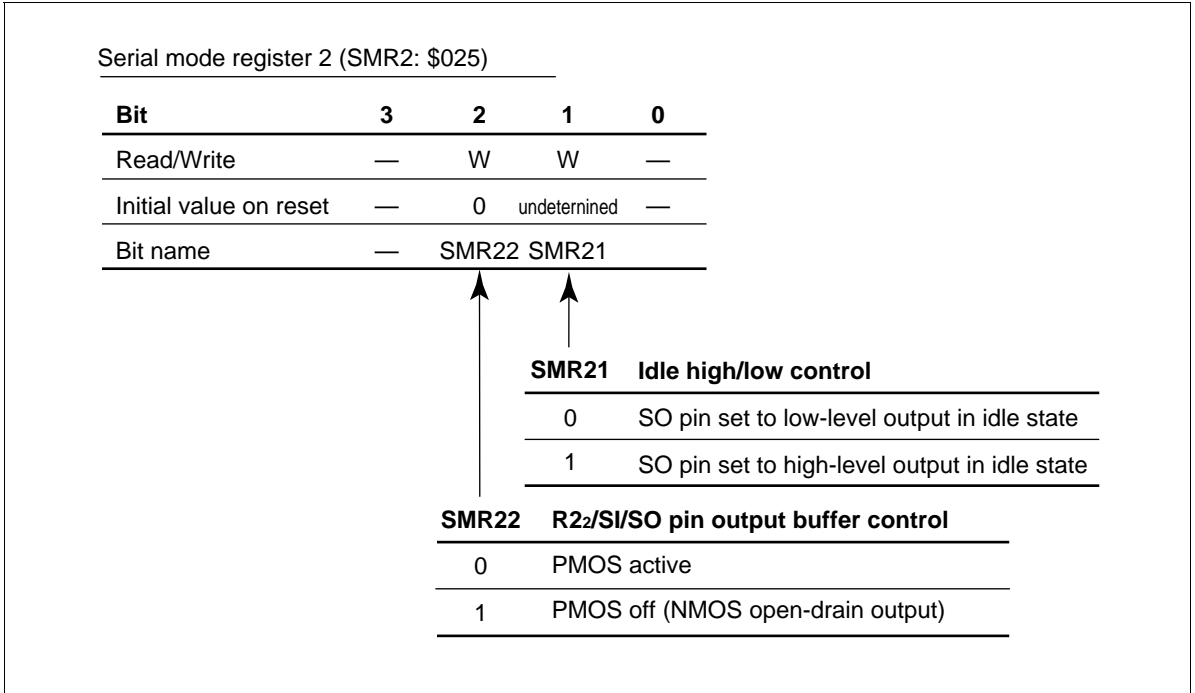 Serial mode register 2 (SMR2: $025)
Bit 3 2 1 0
Read/Write — W W —
Initial value on reset — 0 undeternined —
Bit name — SMR22 SMR21
SMR21 Idle high/low control
0 SO pin set to low-level output in idle state
1 SO pin set to high-level output in idle state
SMR22 R2₂/SI/SO pin output buffer control
0 PMOS active
1 PMOS off (NMOS open-drain output)